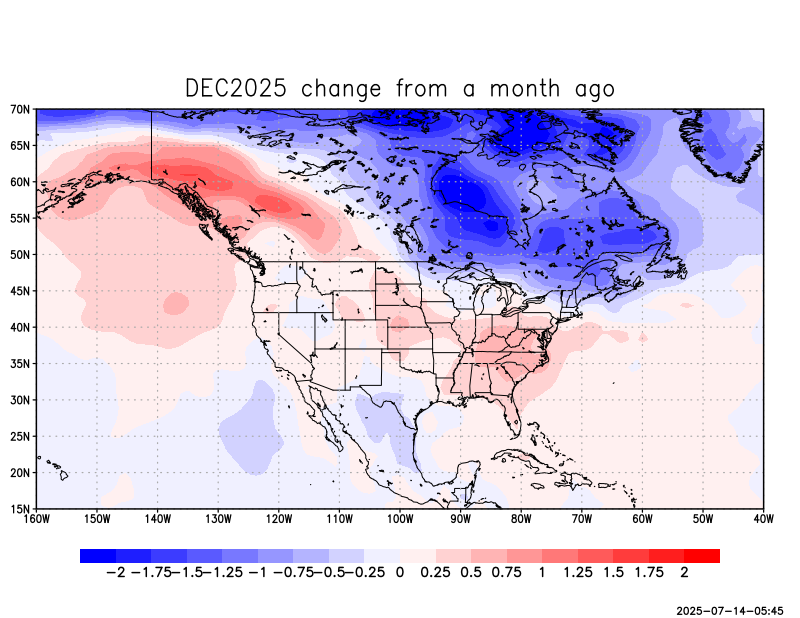 DEC2025 change from a month ago
70N
65N
60N
55N
50N
45N
40N
35N
30N
25N
20N
15N
160W 150W 140W 130W 120W 110W 100W 90W 80W 70W 60W 50W 40W
-2 -1.75 -1.5 -1.25 -1 -0.75 -0.5 -0.25 0 0.25 0.5 0.75 1 1.25 1.5 1.75 2
2025-07-14-05:45